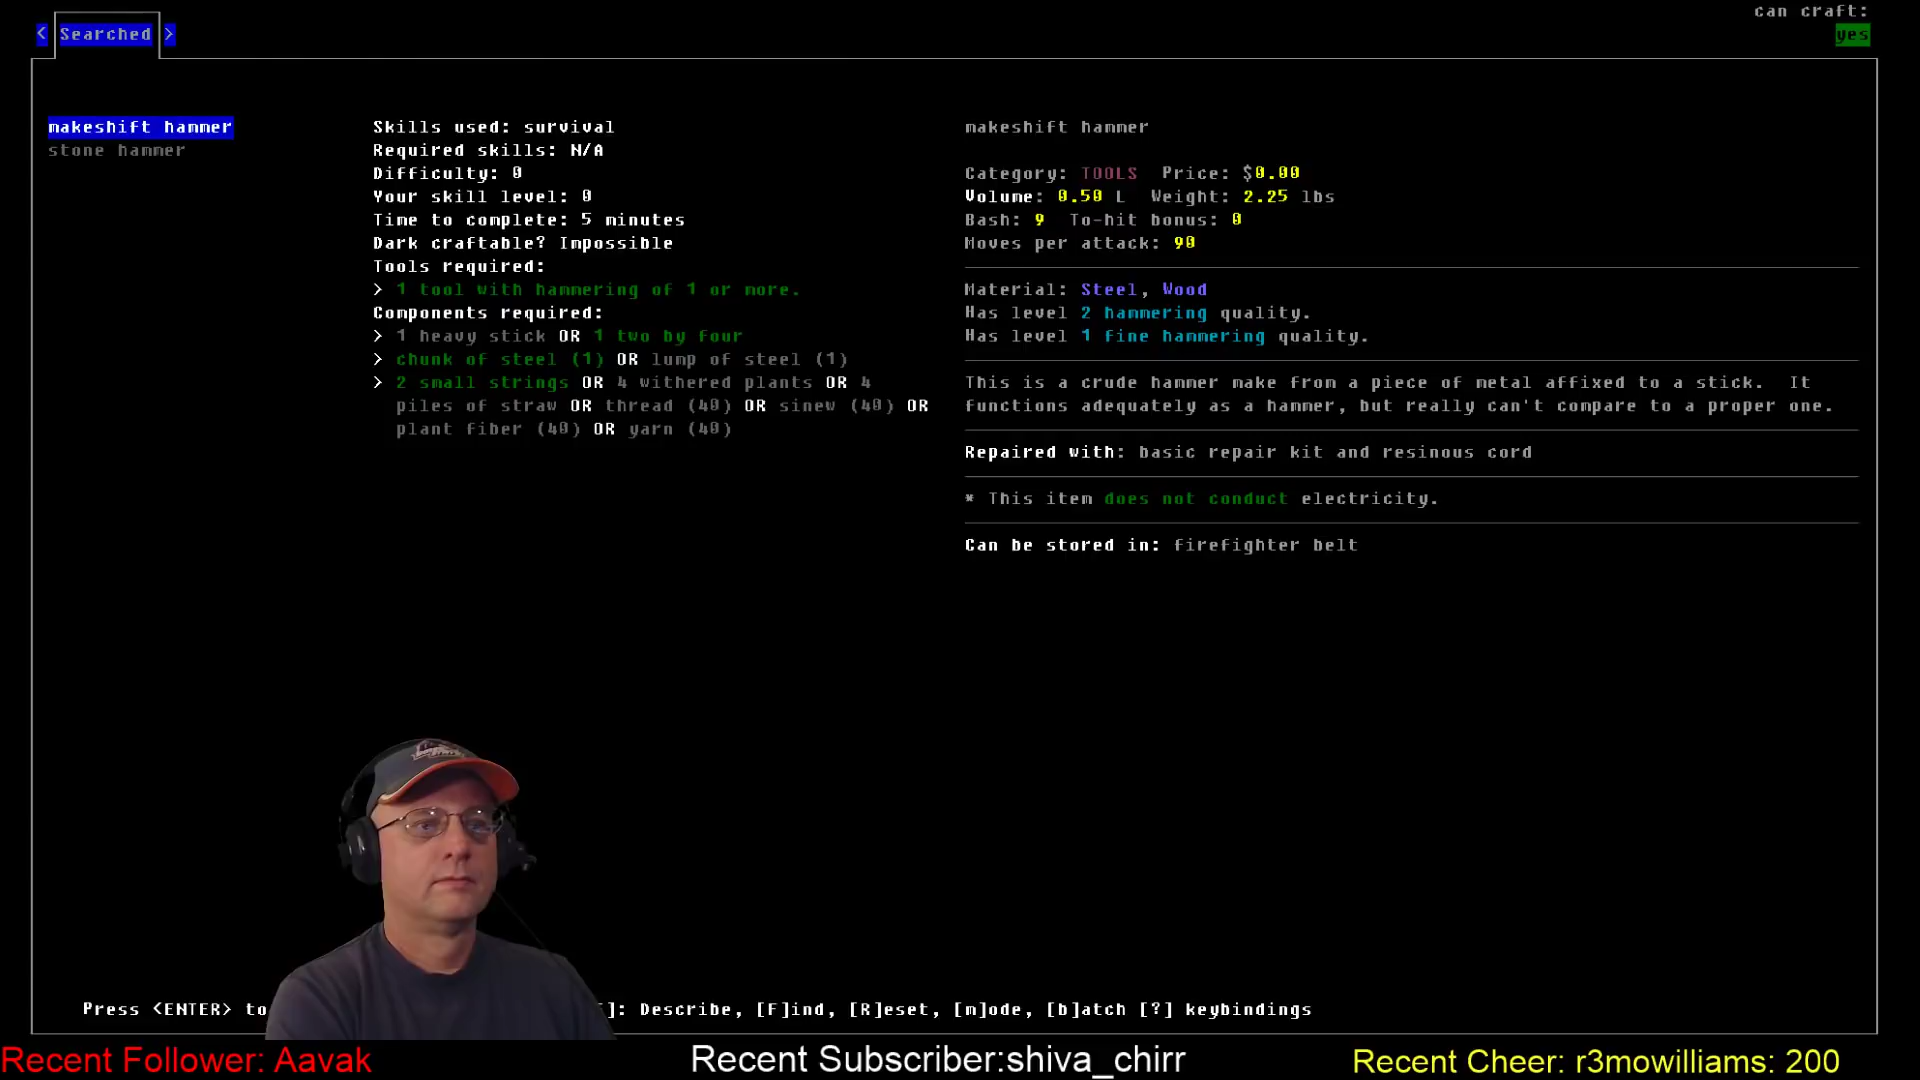 can craft:
< Searched >
yes
makeshift hammer
stone hammer
Skills used: survival
Required skills: N/A
Difficulty: 0
Your skill level: 0
Time to complete: 5 minutes
Dark craftable? Impossible
Tools required:
> 1 tool with hammering of 1 or more.
Components required:
> 1 heavy stick OR 1 two by four
> chunk of steel (1) OR lump of steel (1)
> 2 small strings OR 4 withered plants OR 4
piles of straw OR thread (40) OR sinew (40) OR
plant fiber (40) OR yarn (40)
makeshift hammer
Category: TOOLS Price: $0.00
Volume: 0.50 L Weight: 2.25 lbs
Bash: 9 To-hit bonus: 0
Moves per attack: 90
Material: Steel, Wood
Has level 2 hammering quality.
Has level 1 fine hammering quality.
This is a crude hammer make from a piece of metal affixed to a stick. It
functions adequately as a hammer, but really can't compare to a proper one.
Repaired with: basic repair kit and resinous cord
* This item does not conduct electricity.
Can be stored in: firefighter belt
Press <ENTER> to ]: Describe, [F]ind, [R]eset, [m]ode, [b]atch [?] keybindings
Recent Follower: Aavak
Recent Subscriber:shiva_chirr
Recent Cheer: r3mowilliams: 200